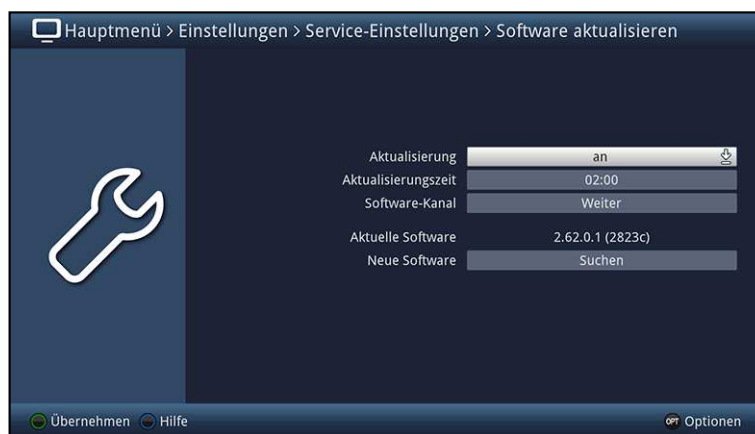 Hauptmenü > Einstellungen > Service-Einstellungen > Software aktualisieren
Aktualisierung an
Aktualisierungszeit 02:00
Software-Kanal Weiter
Aktuelle Software 2.62.0.1 (2823c)
Neue Software Suchen
Übernehmen Hilfe OPT Optionen